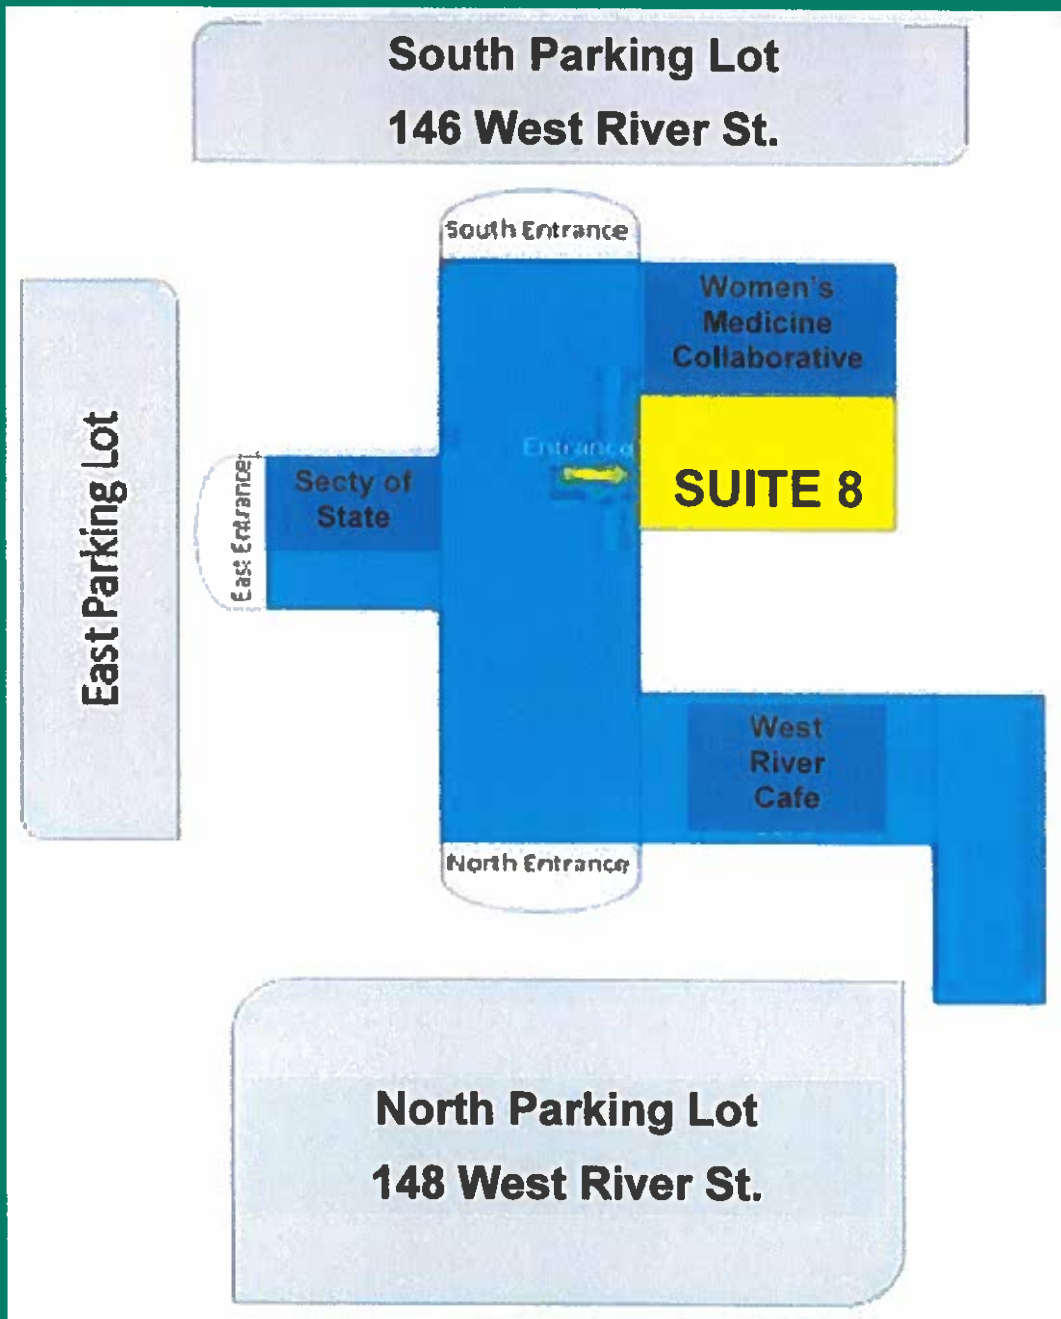 South Parking Lot
146 West River St.
South Entrance
Women's
Medicine
Collaborative
East Parking Lot
East Entrance
Secty of
State
Entrance
SUITE 8
West
River
Cafe
North Entrance
North Parking Lot
148 West River St.